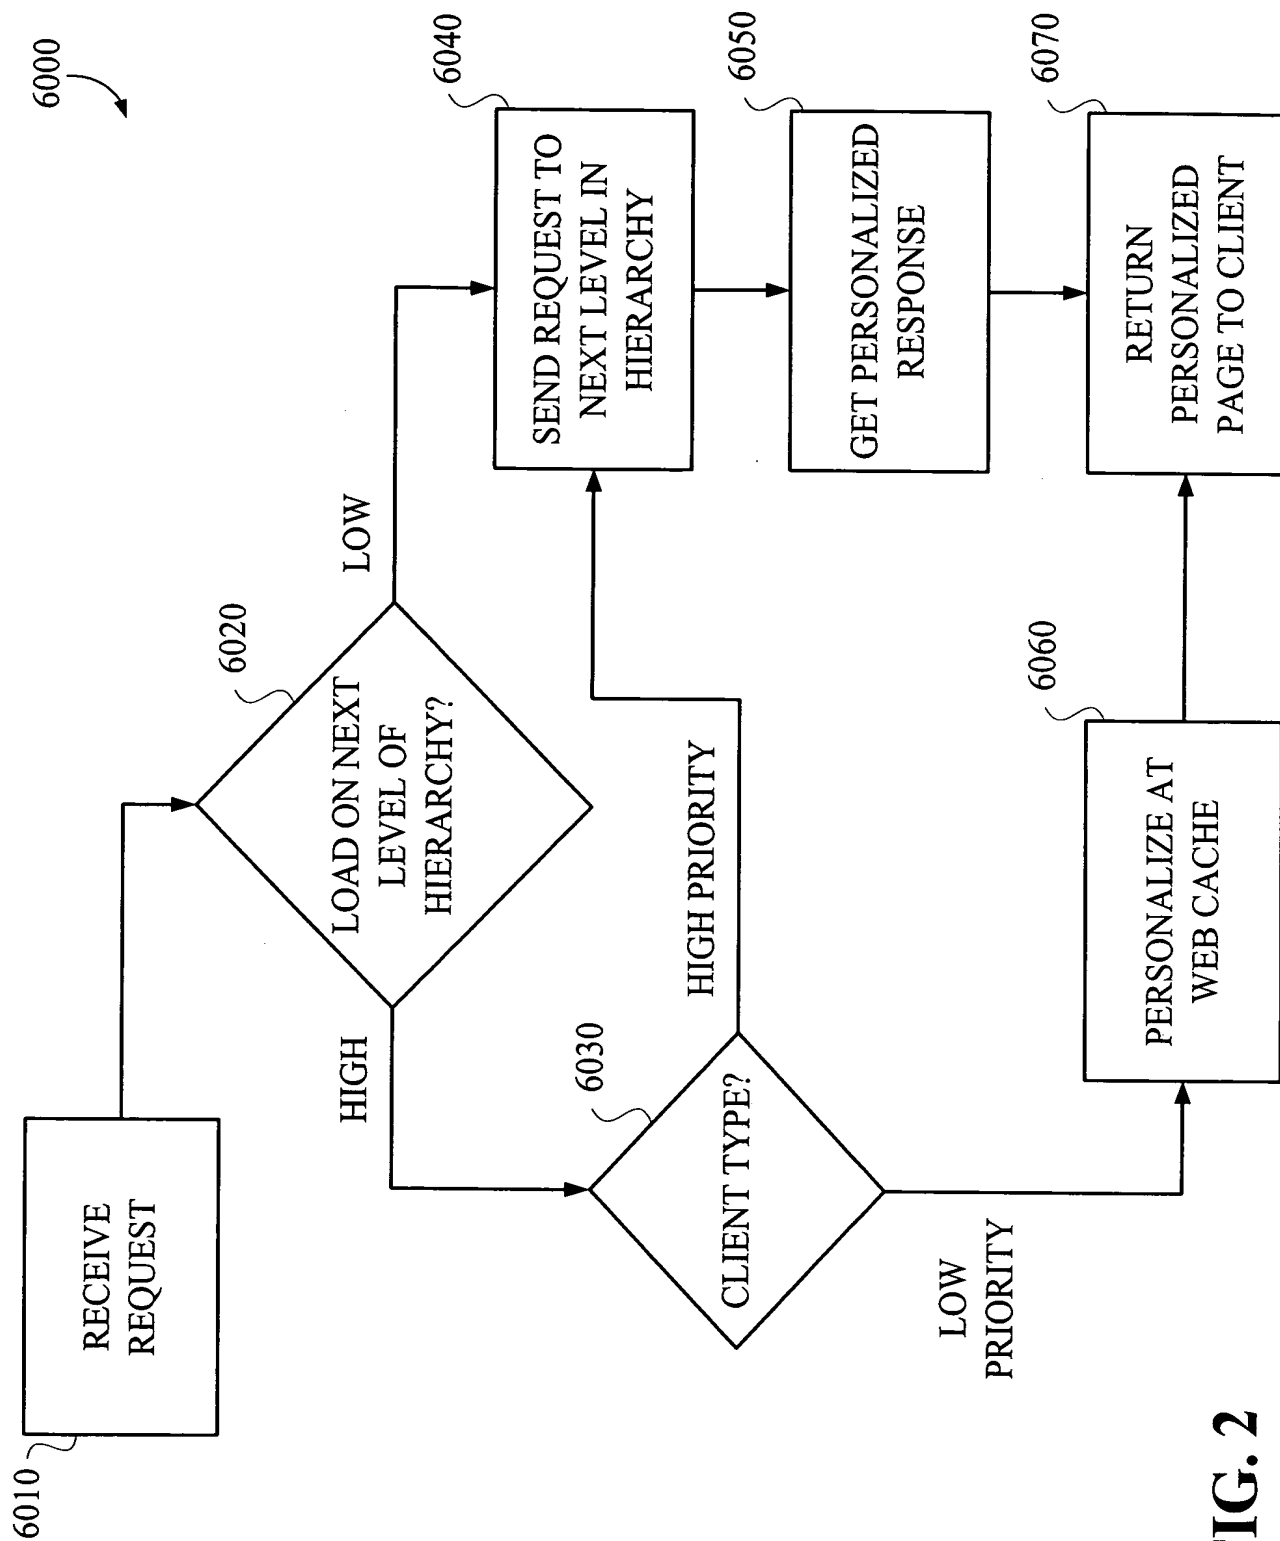 6000
6010
RECEIVE
REQUEST
6020
LOAD ON NEXT
LEVEL OF
HIERARCHY?
HIGH
LOW
6030
CLIENT TYPE?
HIGH PRIORITY
LOW
PRIORITY
6040
SEND REQUEST TO
NEXT LEVEL IN
HIERARCHY
6050
GET PERSONALIZED
RESPONSE
6060
PERSONALIZE AT
WEB CACHE
6070
RETURN
PERSONALIZED
PAGE TO CLIENT
FIG. 2